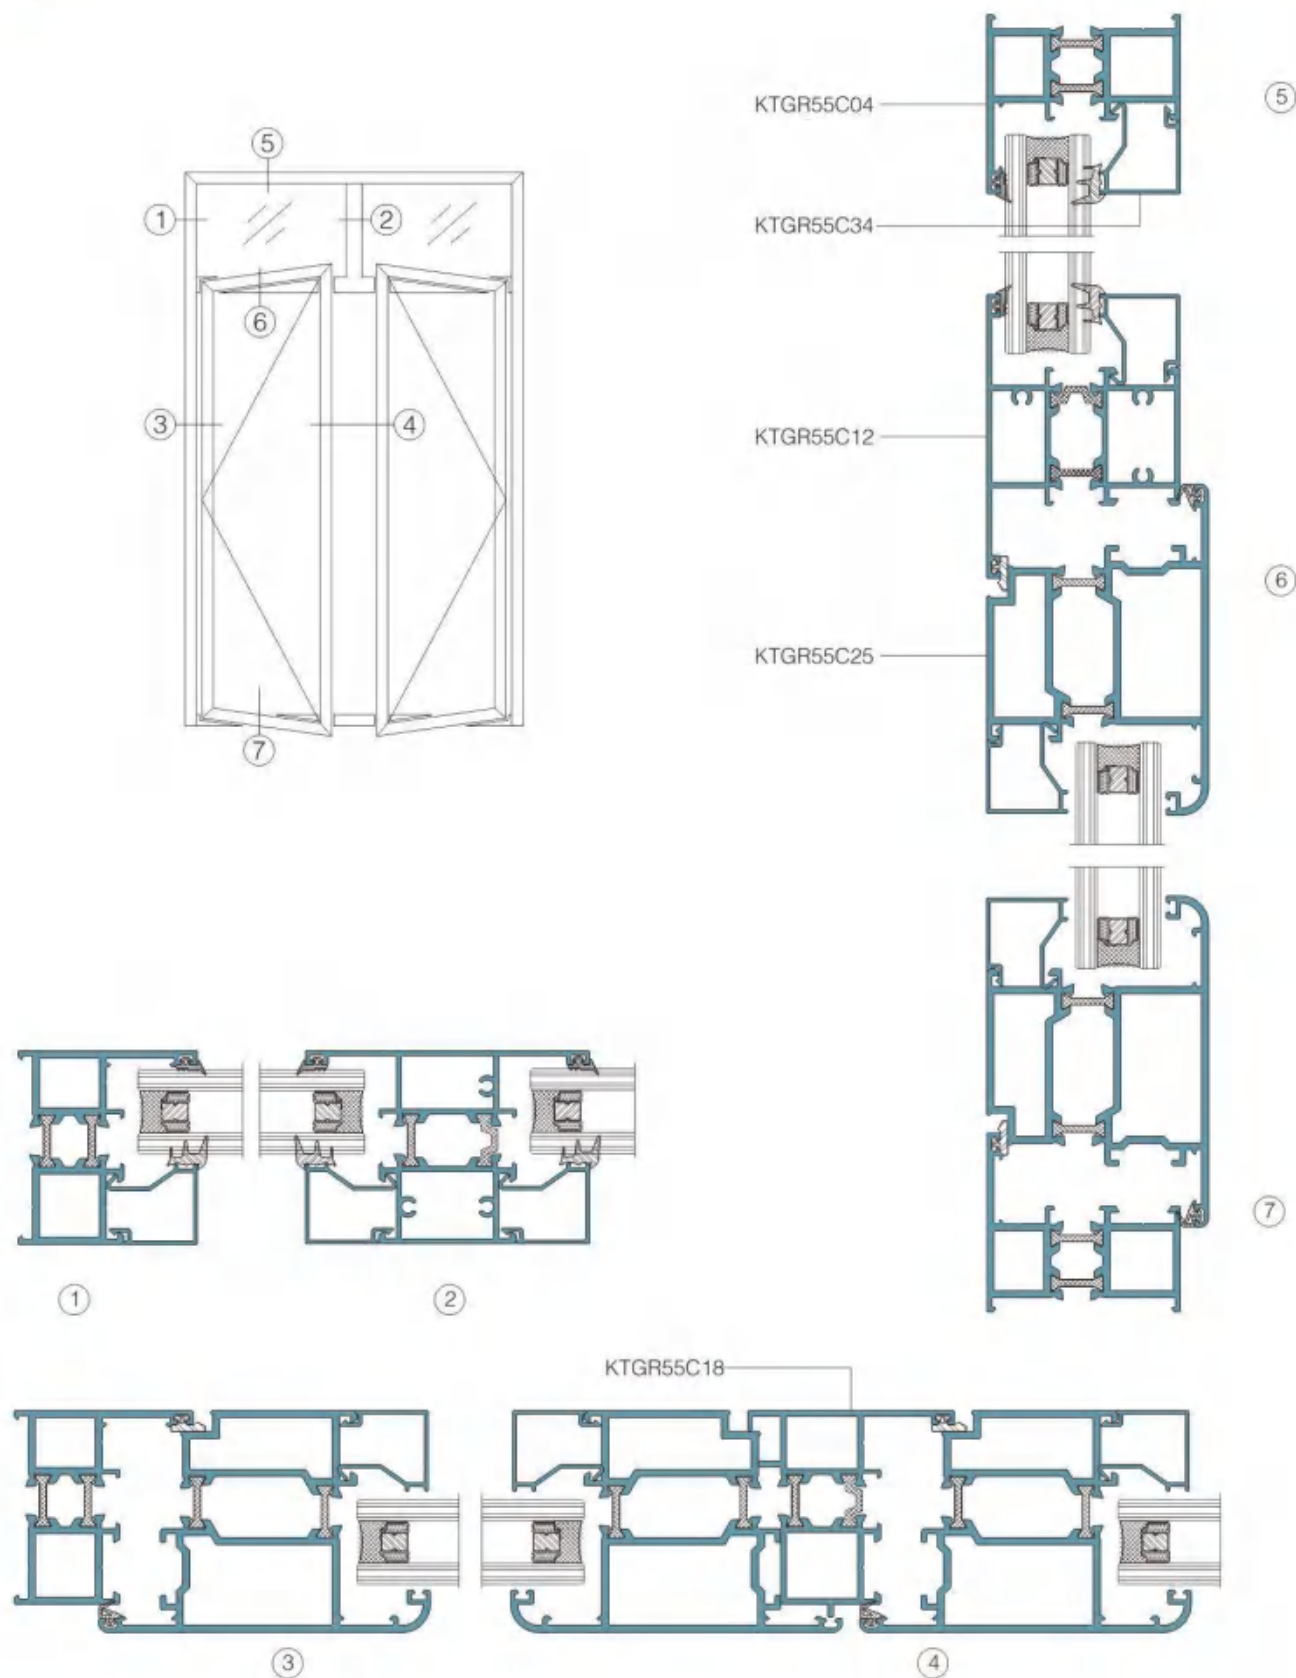 KTGR55C04
⑤
⑤
①
②
KTGR55C34
⑥
③
④
KTGR55C12
⑥
KTGR55C25
⑦
⑦
①
②
KTGR55C18
③
④